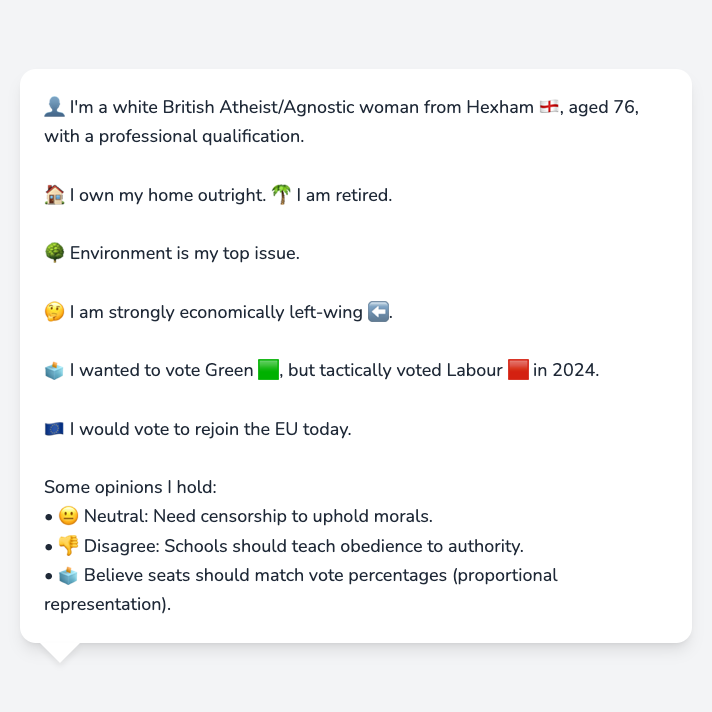 👤 I'm a white British Atheist/Agnostic woman from Hexham 🏴󠁧󠁢󠁥󠁮󠁧󠁿, aged 76,
with a professional qualification.
🏠 I own my home outright. 🌴 I am retired.
🌳 Environment is my top issue.
🤔 I am strongly economically left-wing ⬅️.
🗳️ I wanted to vote Green 🟩, but tactically voted Labour 🟥 in 2024.
🇪🇺 I would vote to rejoin the EU today.
Some opinions I hold:
• 😐 Neutral: Need censorship to uphold morals.
• 👎 Disagree: Schools should teach obedience to authority.
• 🗳️ Believe seats should match vote percentages (proportional
representation).